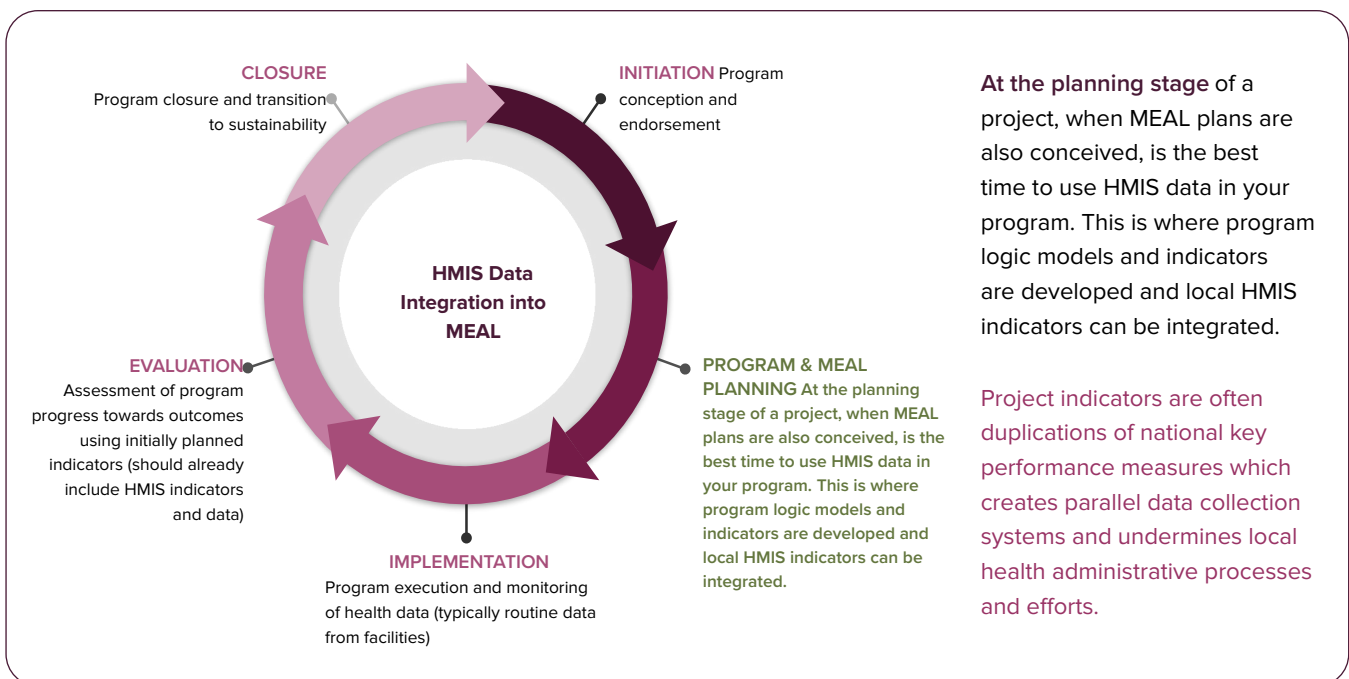 CLOSURE
Program closure and transition
to sustainability
INITIATION Program
conception and
endorsement
HMIS Data
Integration into
MEAL
EVALUATION
Assessment of program
progress towards outcomes
using initially planned
indicators (should already
include HMIS indicators
and data)
PROGRAM & MEAL
PLANNING At the planning
stage of a project, when MEAL
plans are also conceived, is the
best time to use HMIS data in
your program. This is where
program logic models and
indicators are developed and
local HMIS indicators can be
integrated.
IMPLEMENTATION
Program execution and monitoring
of health data (typically routine data
from facilities)
At the planning stage of a
project, when MEAL plans are
also conceived, is the best
time to use HMIS data in your
program. This is where program
logic models and indicators
are developed and local HMIS
indicators can be integrated.
Project indicators are often
duplications of national key
performance measures which
creates parallel data collection
systems and undermines local
health administrative processes
and efforts.